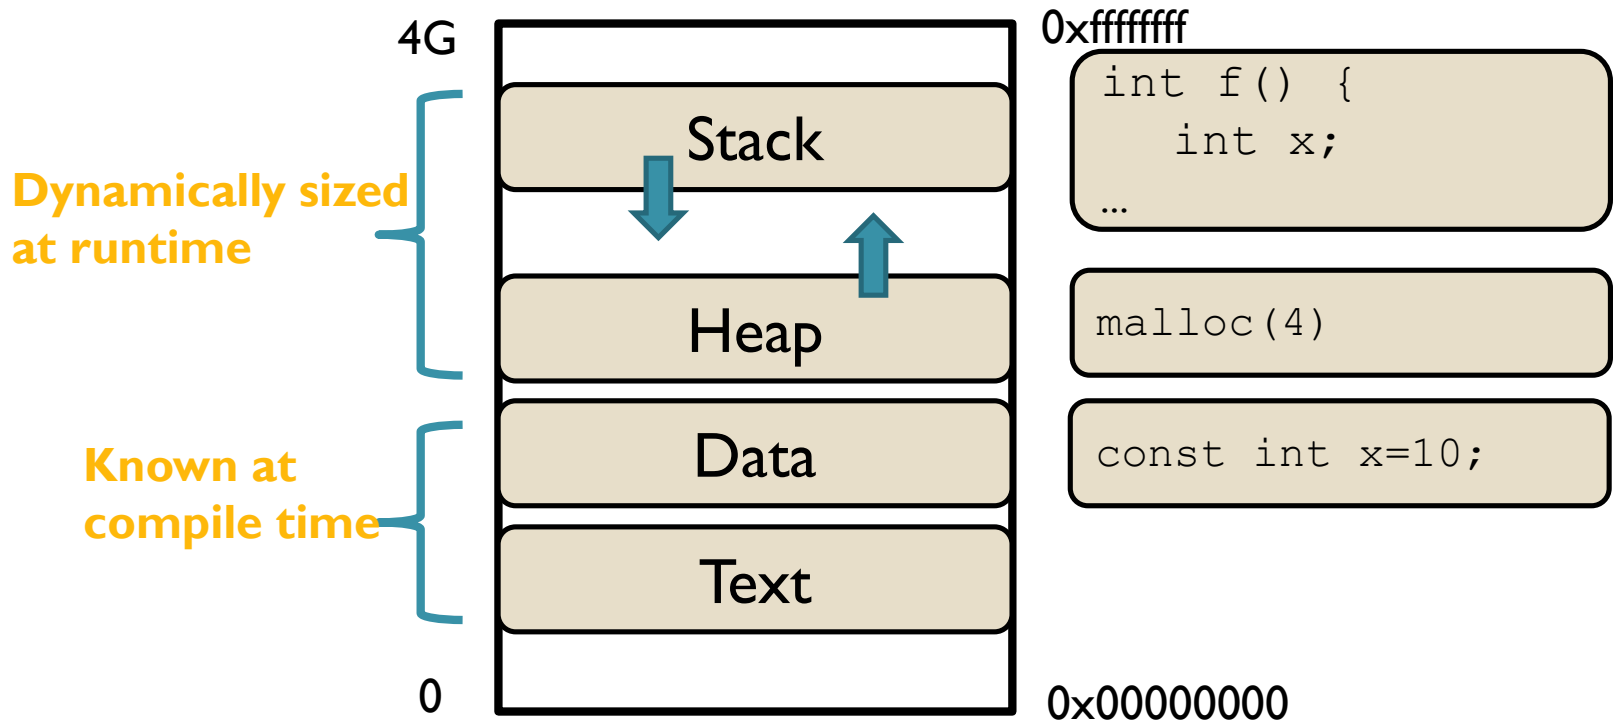 4G
0xffffffff
Stack
int f() {
int x;
…
Dynamically sized
at runtime
Heap
malloc(4)
Data
const int x=10;
Known at
compile time
Text
0
0x00000000